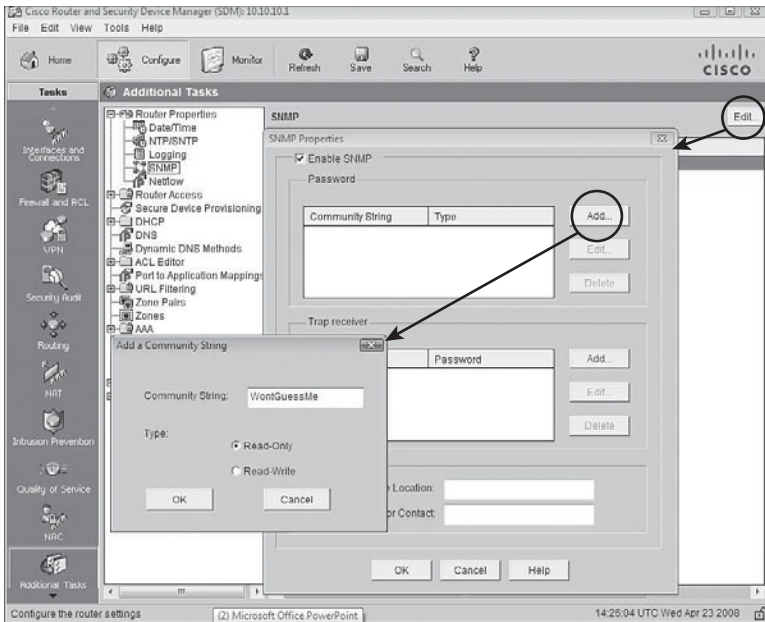 Cisco Router and Security Device Manager (SDM): 10.10.10.1
File Edit View Tools Help
Home Configure Monitor Refresh Save Search Help
CISCO
Tasks
Additional Tasks
Interfaces and Connections
Firewall and ACL
VPN
Security Audit
Routing
NAT
Intrusion Prevention
Quality of Service
NAC
Additional Tasks
Router Properties
Date/Time
NTP/SNTP
Logging
SNMP
Netflow
Router Access
Secure Device Provisioning
DHCP
DNS
Dynamic DNS Methods
ACL Editor
Port to Application Mappings
URL Filtering
Zone Pairs
Zones
AAA
SNMP
Edit...
SNMP Properties
Enable SNMP
Password
Community String Type
Add...
Edit...
Delete
Trap receiver
Password
Add...
Edit...
Delete
Location:
or Contact:
OK Cancel Help
Add a Community String
Community String: WontGuessMe
Type:
Read-Only
Read-Write
OK Cancel
Configure the router settings
(2) Microsoft Office PowerPoint
14:26:04 UTC Wed Apr 23 2008